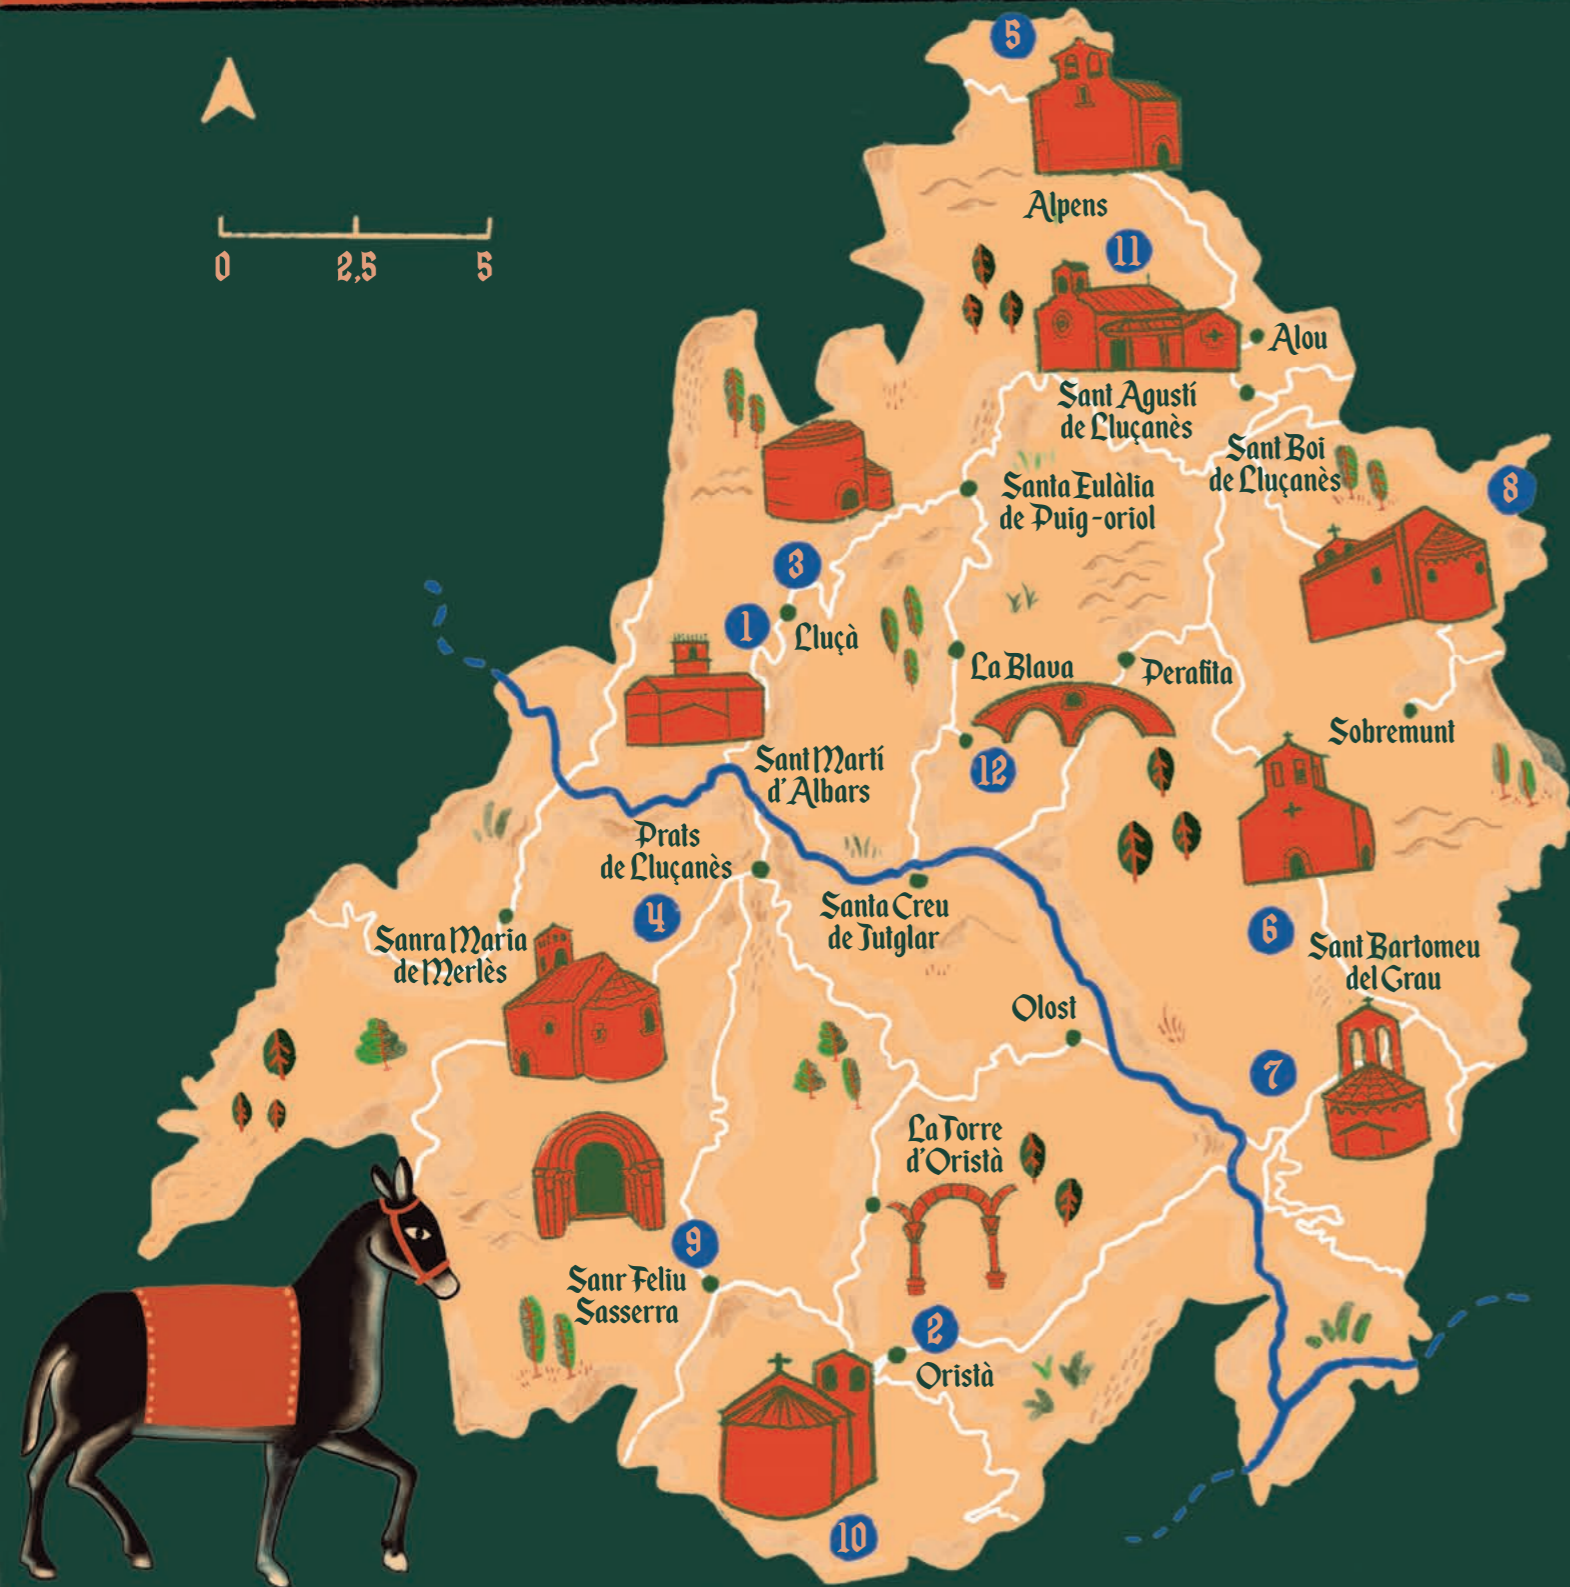 5
0 2,5 5
Alpens
11
Alou
Sant Agustí
de Lluçanès
Sant Boi
de Lluçanès
8
Santa Eulàlia
de Puig-oriol
3
1
Lluçà
La Blava
Perafita
Sobremunt
12
Sant Martí
d'Albars
Prats
de Lluçanès
4
Santa Creu
de Jutglar
6
Sanra Maria
de Merlès
Sant Bartomeu
del Grau
Olost
7
La Torre
d'Oristà
9
Sanr Feliu
Sasserra
2
Oristà
10